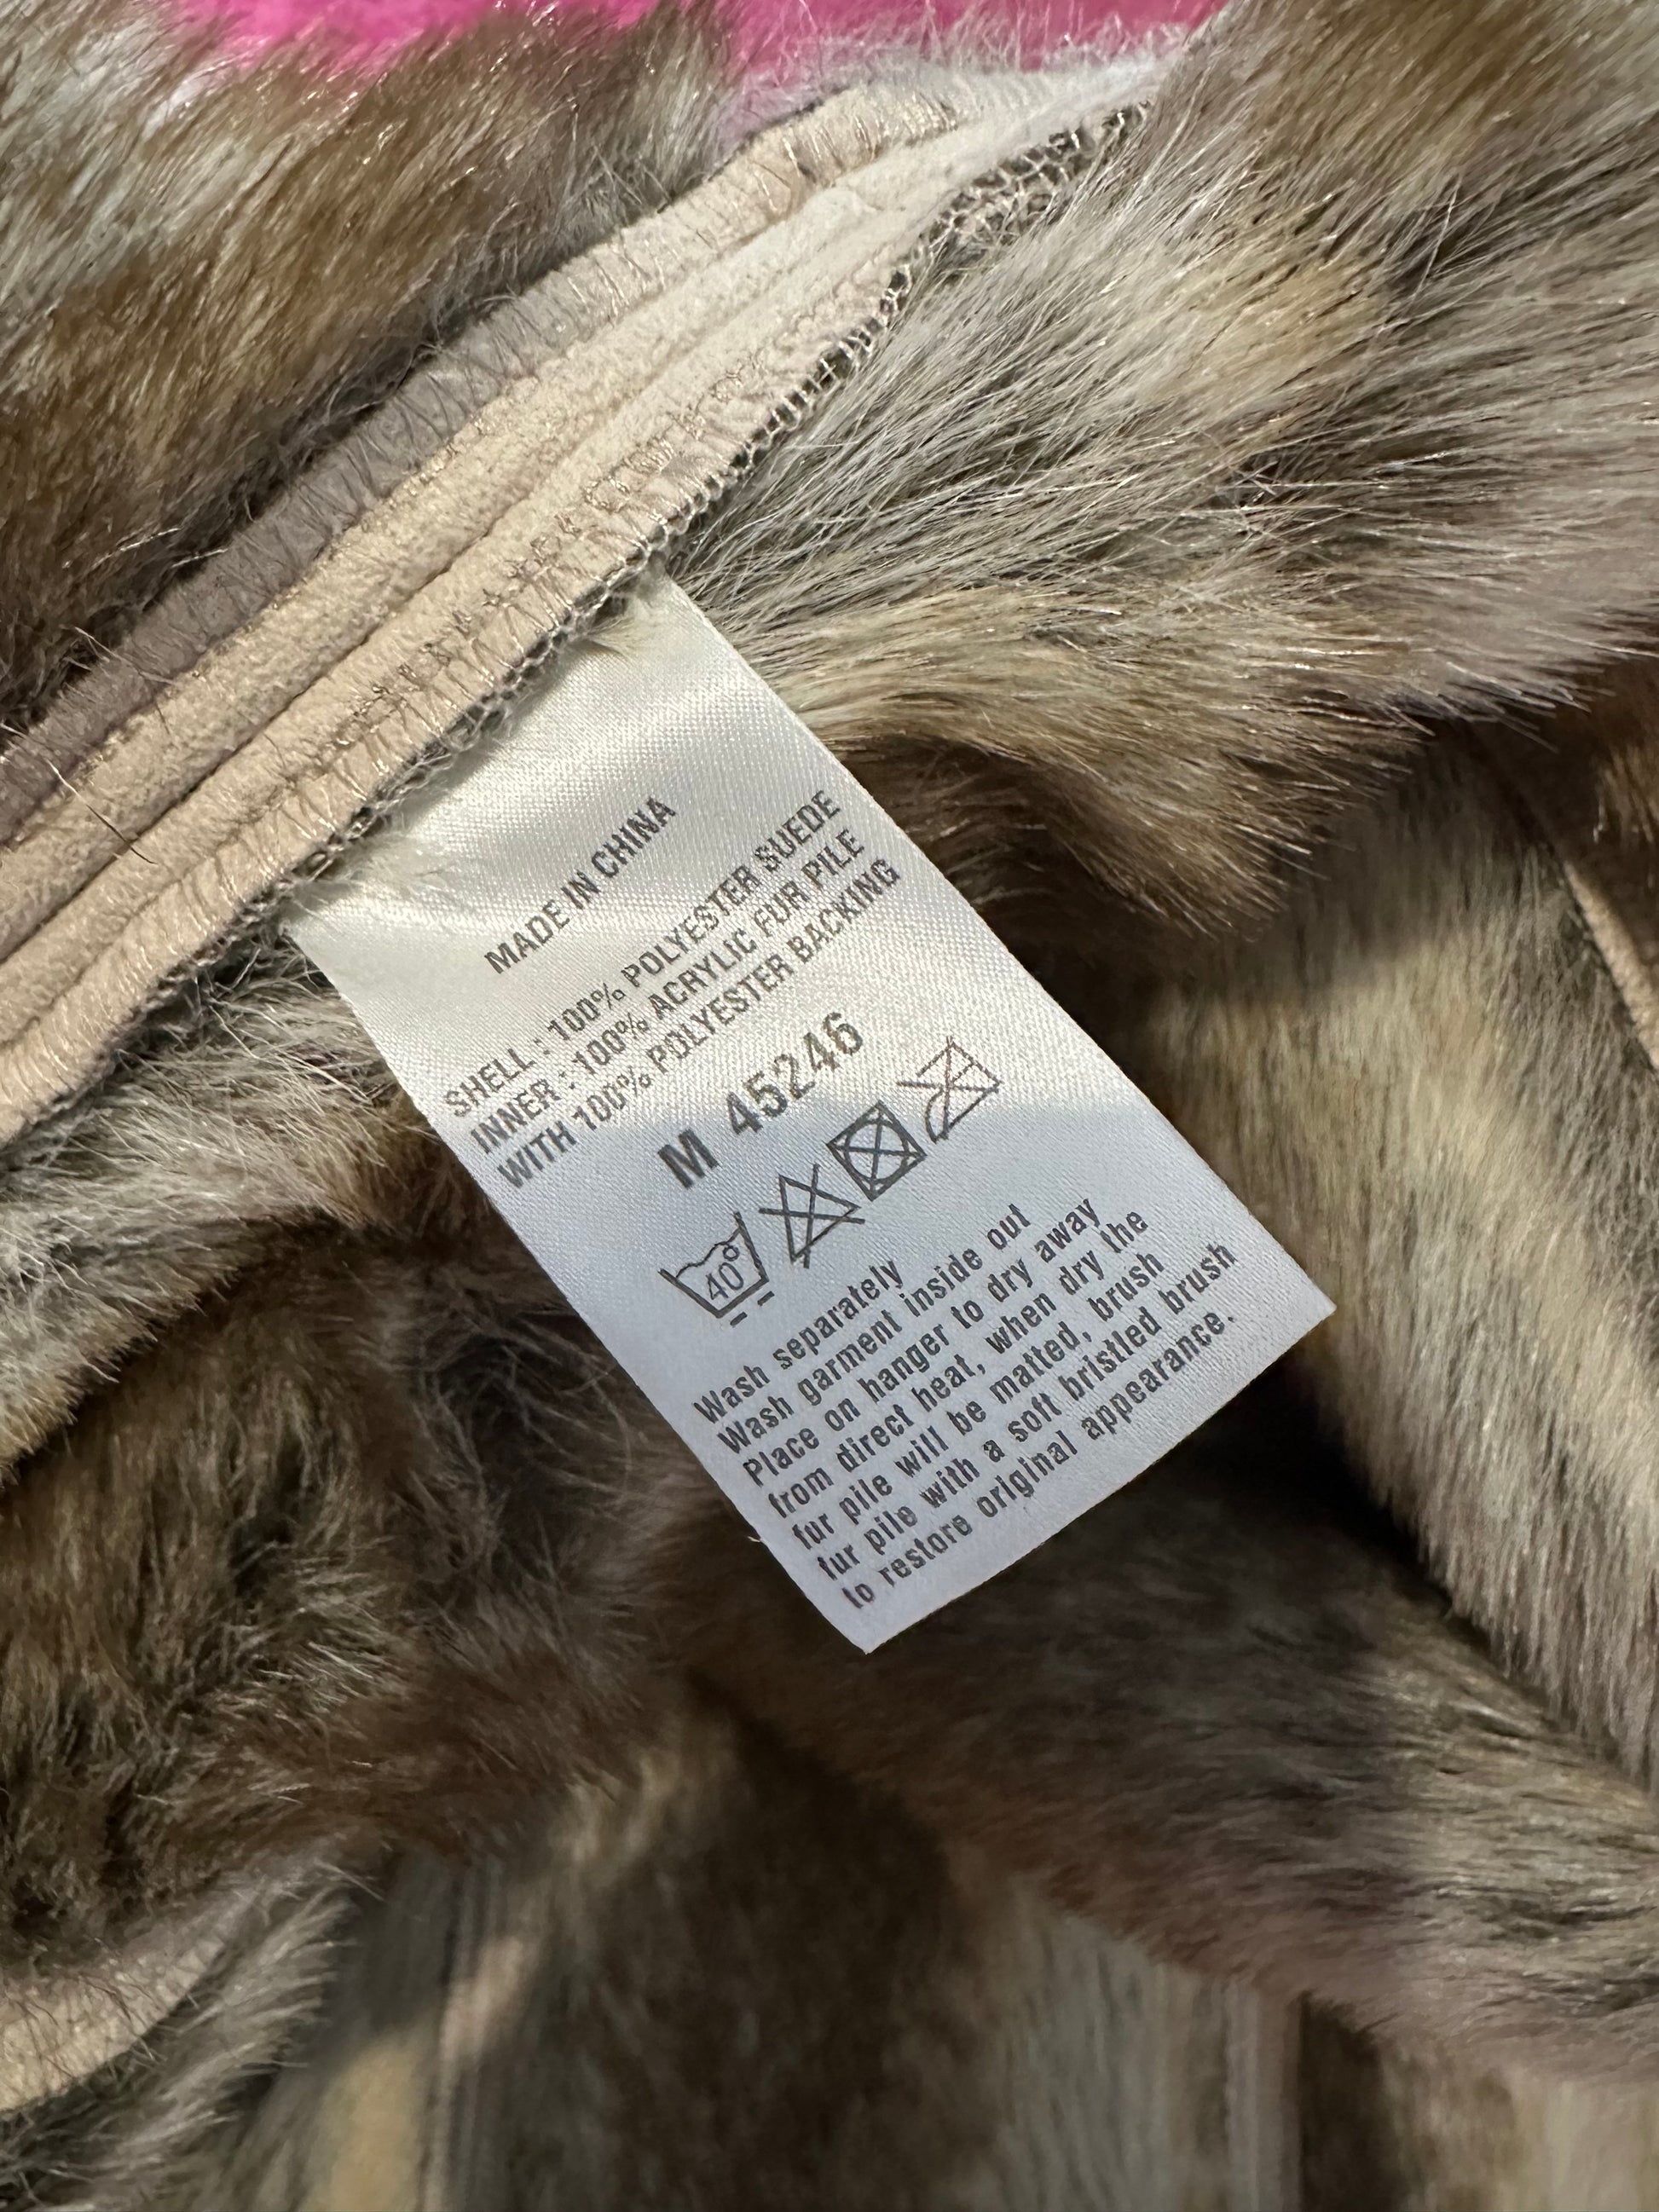 MADE IN CHINA
SHELL : 100% POLYESTER SUEDE
INNER : 100% ACRYLIC FUR PILE
WITH 100% POLYESTER BACKING
M 45246
40°
Wash separately
Wash garment inside out
Place on hanger to dry away
from direct heat, when dry the
fur pile will be matted, brush
fur pile with a soft bristled brush
to restore original appearance.